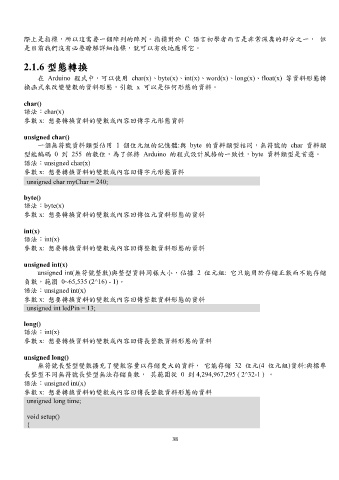 際上是指標，所以這需要一個陣列的陣列。指標對於 C 語言初學者而言是非常深奧的部分之一， 但
是目前我們沒有必要瞭解詳細指標，就可以有效地應用它。
2.1.6 型態轉換
在 Arduino 程式中，可以使用 char(x)、byte(x)、int(x)、word(x)、long(x)、float(x) 等資料形態轉
換函式來改變變數的資料形態，引數 x 可以是任何形態的資料。
char()
語法：char(x)
參數 x: 想要轉換資料的變數或內容回傳字元形態資料
unsigned char()
一個無符號資料類型佔用 1 個位元組的記憶體:與 byte 的資料類型相同，無符號的 char 資料類
型能編碼 0 到 255 的數位，為了保持 Arduino 的程式設計風格的一致性，byte 資料類型是首選。
語法：unsigned char(x)
參數 x: 想要轉換資料的變數或內容回傳字元形態資料
unsigned char myChar = 240;
byte()
語法：byte(x)
參數 x: 想要轉換資料的變數或內容回傳位元資料形態的資料
int(x)
語法：int(x)
參數 x: 想要轉換資料的變數或內容回傳整數資料形態的資料
unsigned int(x)
unsigned int(無符號整數)與整型資料同樣大小，佔據 2 位元組: 它只能用於存儲正數而不能存儲
負數，範圍 0~65,535 (2^16) - 1)。
語法：unsigned int(x)
參數 x: 想要轉換資料的變數或內容回傳整數資料形態的資料
unsigned int ledPin = 13;
long()
語法：int(x)
參數 x: 想要轉換資料的變數或內容回傳長整數資料形態的資料
unsigned long()
無符號長整型變數擴充了變數容量以存儲更大的資料， 它能存儲 32 位元(4 位元組)資料:與標準
長整型不同無符號長整型無法存儲負數， 其範圍從 0 到 4,294,967,295 ( 2^32-1 ) 。
語法：unsigned int(x)
參數 x: 想要轉換資料的變數或內容回傳長整數資料形態的資料
unsigned long time;
void setup()
{
38